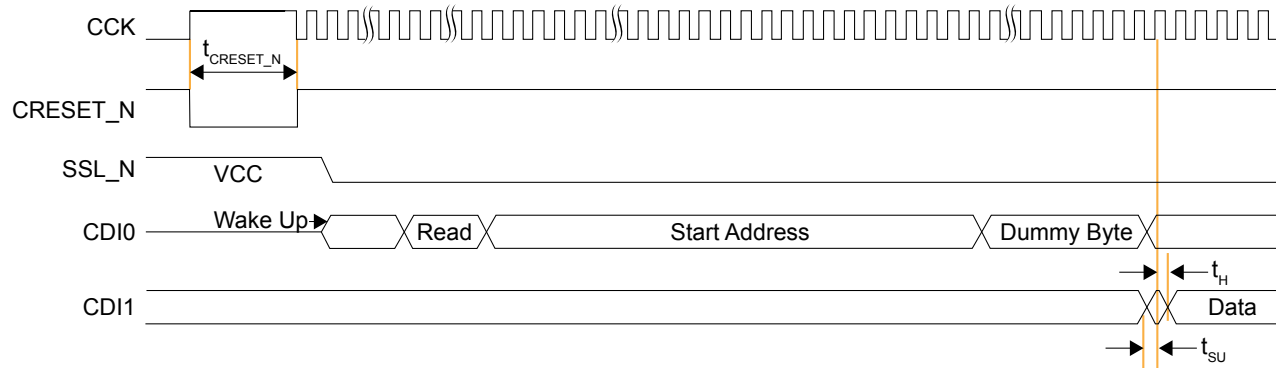 CCK
tCRESET_N
CRESET_N
SSL_N VCC
Wake Up
CDI0 Read Start Address Dummy Byte
tH
CDI1 Data
tSU